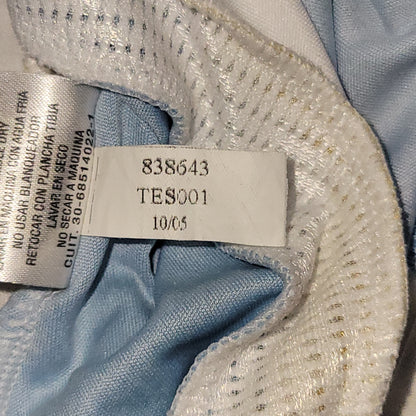 838643
TES001
10/05
DRY
LAVAR EN MAQUINA CON AGUA FRIA
NO USAR BLANQUEADOR
RETOCAR CON PLANCHA TIBIA
LAVAR EN SECO
NO SECAR A MAQUINA
CUIT. 30-68514022-1